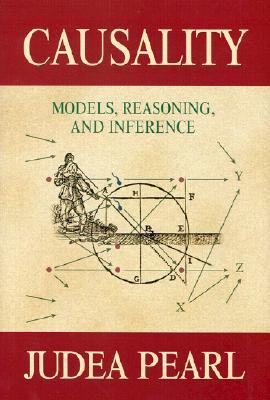 CAUSALITY
MODELS, REASONING,
AND INFERENCE
A
H
F
Y
B
E
I
G
D
Z
X
JUDEA PEARL